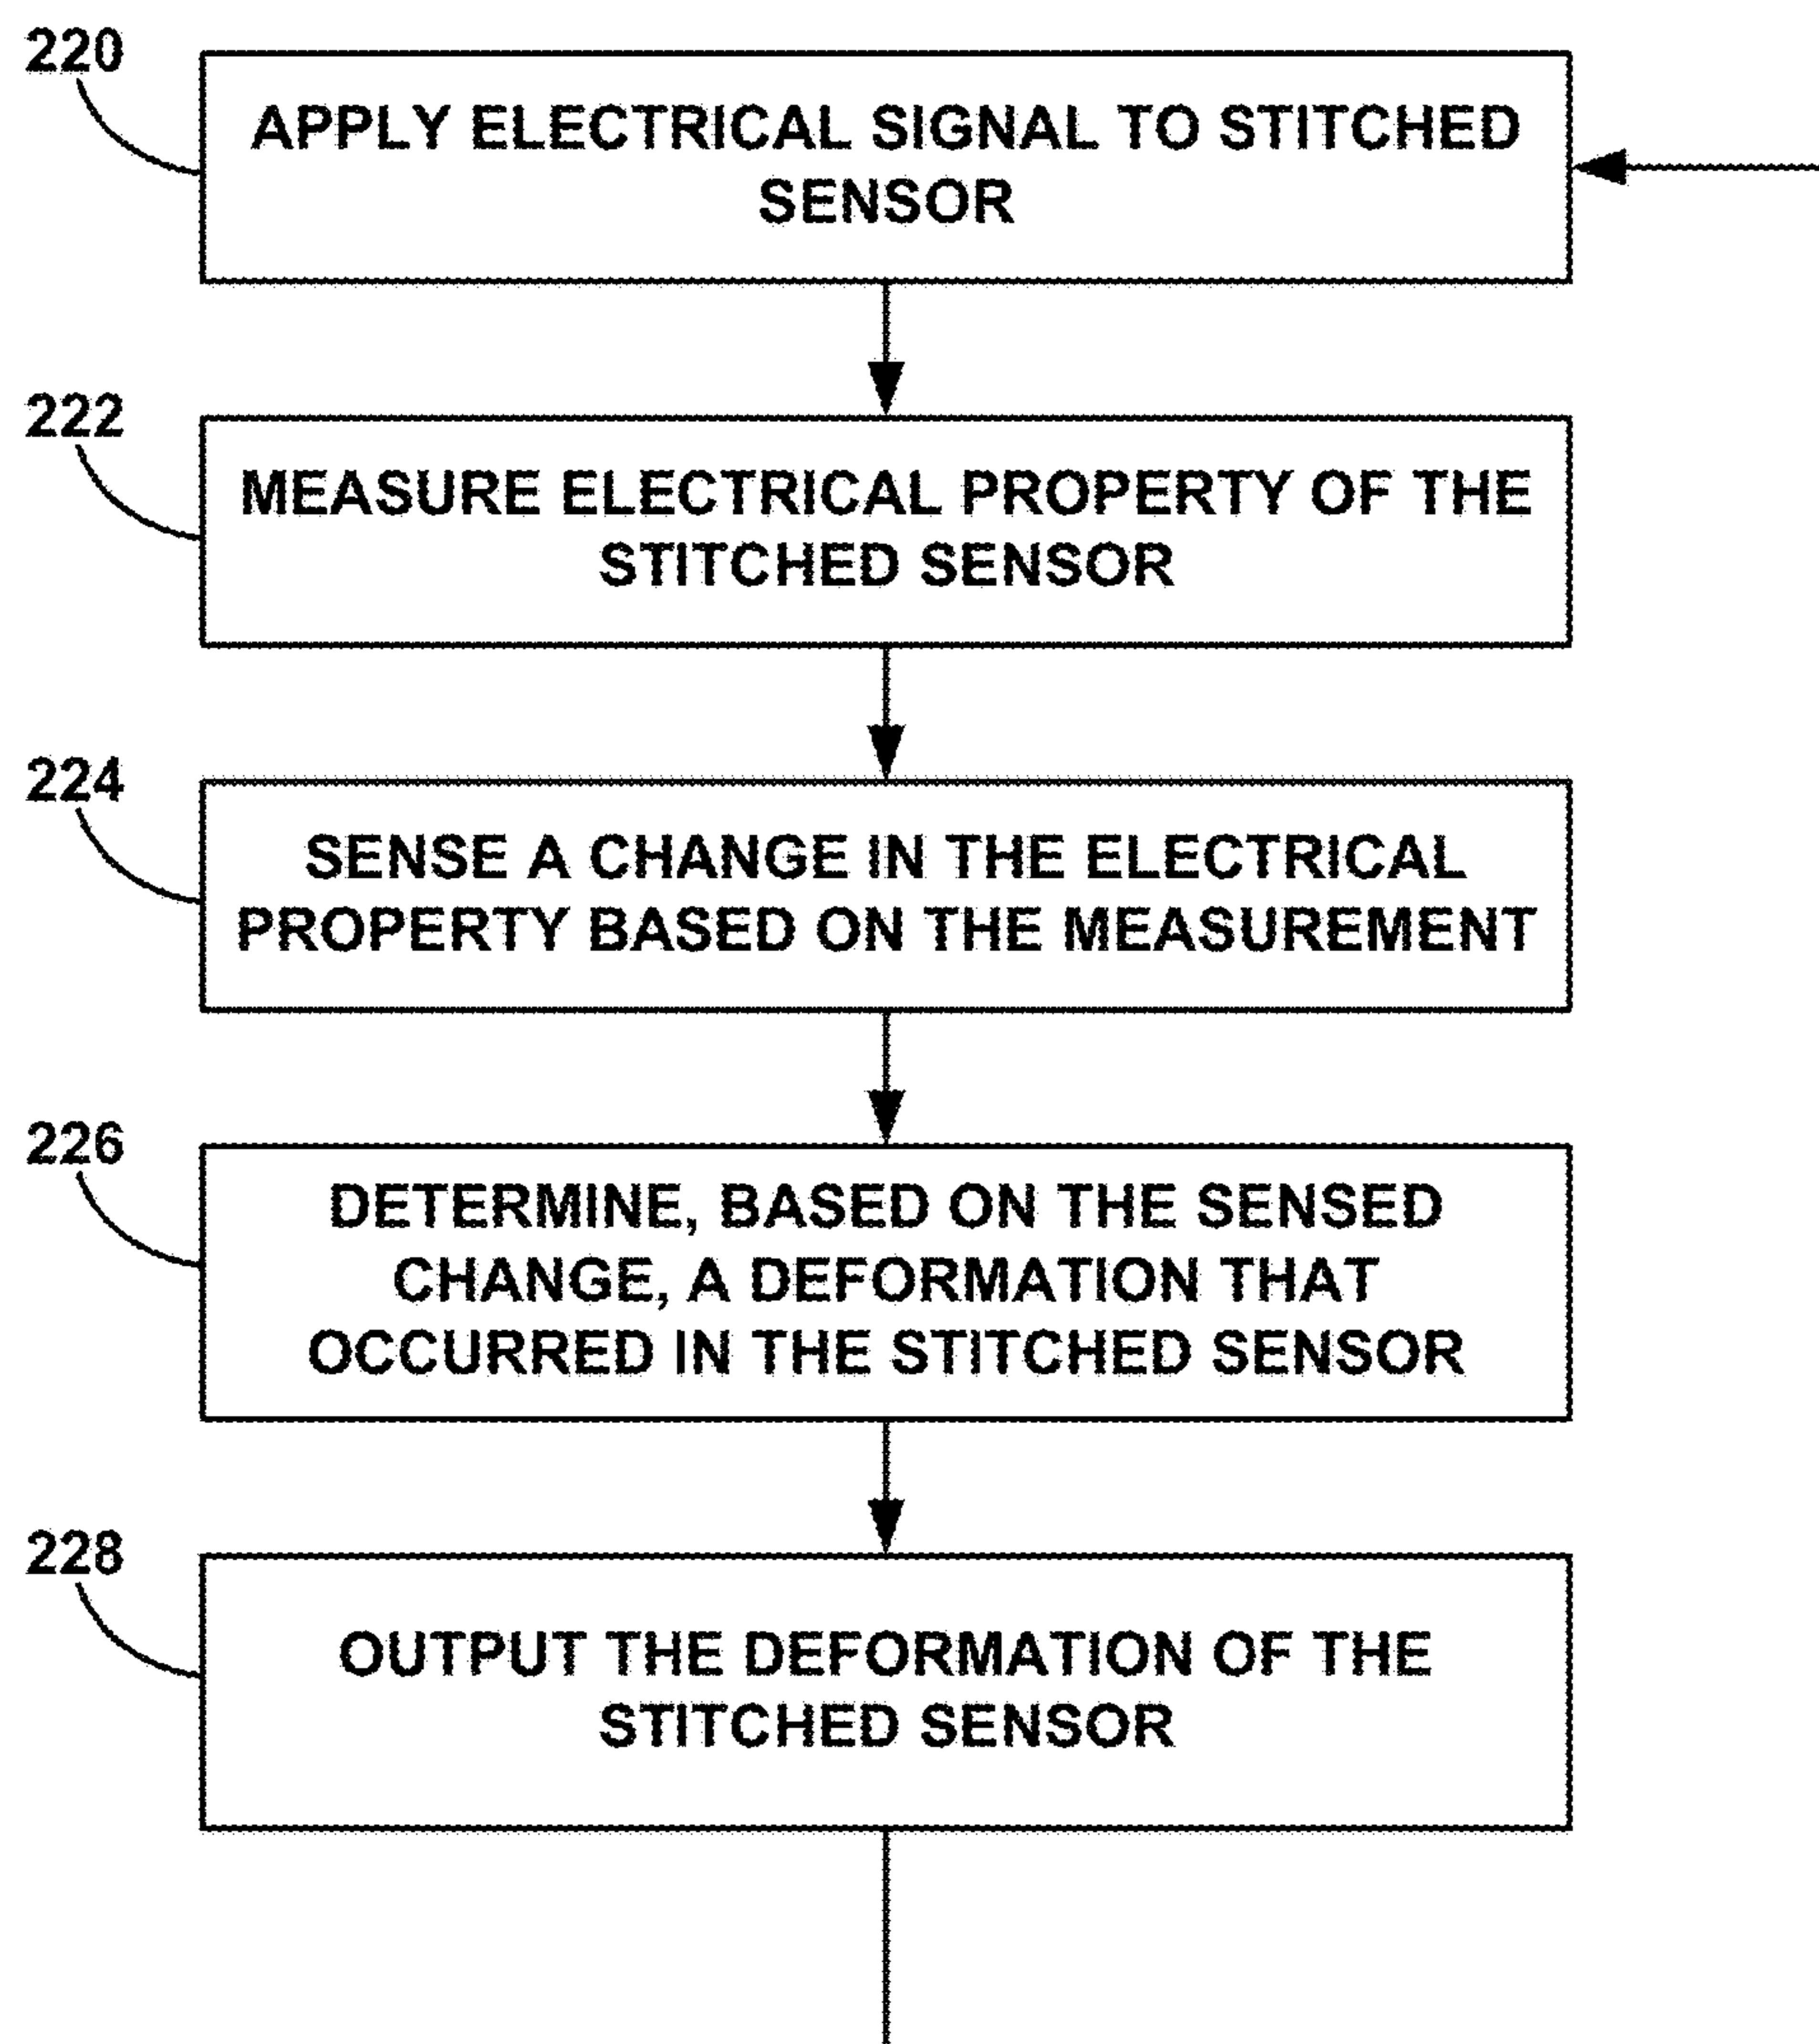 220
APPLY ELECTRICAL SIGNAL TO STITCHED
SENSOR
222
MEASURE ELECTRICAL PROPERTY OF THE
STITCHED SENSOR
224
SENSE A CHANGE IN THE ELECTRICAL
PROPERTY BASED ON THE MEASUREMENT
226
DETERMINE, BASED ON THE SENSED
CHANGE, A DEFORMATION THAT
OCCURRED IN THE STITCHED SENSOR
228
OUTPUT THE DEFORMATION OF THE
STITCHED SENSOR